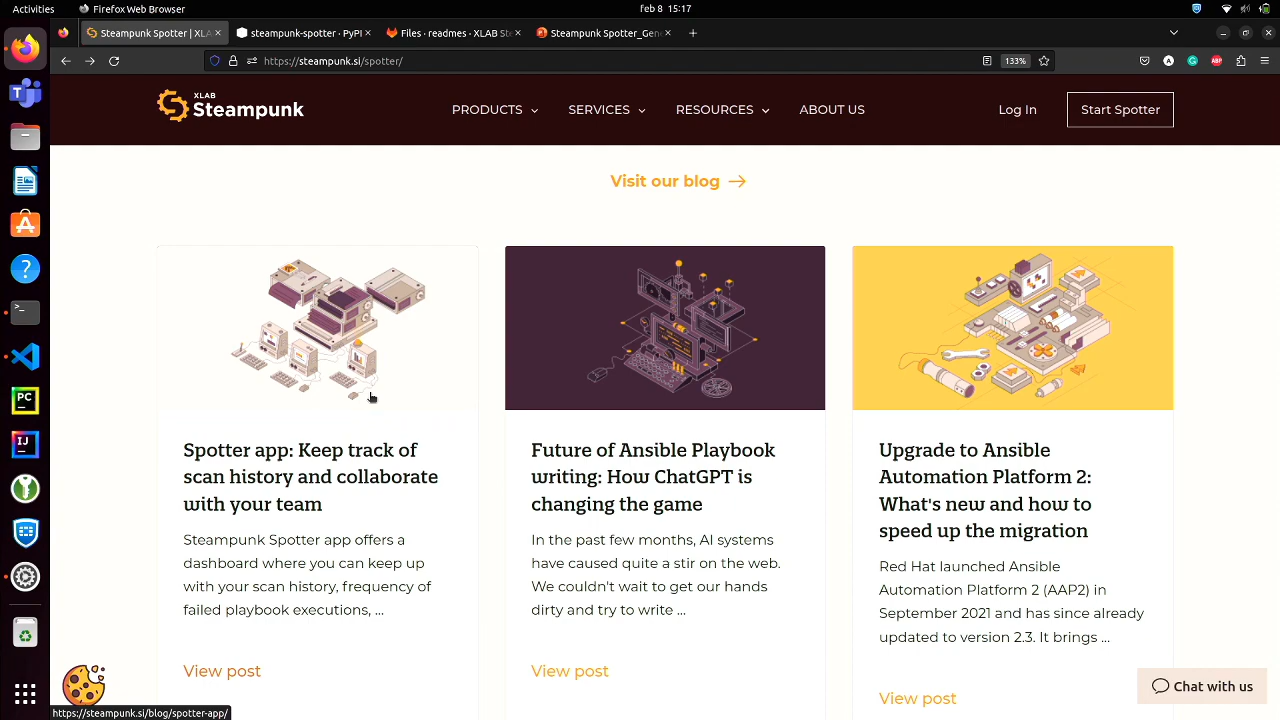 Activities
Firefox Web Browser
feb 8 15:17
Steampunk Spotter | XLA
steampunk-spotter · PyPI
Files · readmes · XLAB Ste
Steampunk Spotter_Gene
https://steampunk.si/spotter/
133%
XLAB
Steampunk
PRODUCTS
SERVICES
RESOURCES
ABOUT US
Log In
Start Spotter
Visit our blog
Spotter app: Keep track of
scan history and collaborate
with your team
Steampunk Spotter app offers a
dashboard where you can keep up
with your scan history, frequency of
failed playbook executions, ...
View post
Future of Ansible Playbook
writing: How ChatGPT is
changing the game
In the past few months, AI systems
have caused quite a stir on the web.
We couldn't wait to get our hands
dirty and try to write ...
View post
Upgrade to Ansible
Automation Platform 2:
What's new and how to
speed up the migration
Red Hat launched Ansible
Automation Platform 2 (AAP2) in
September 2021 and has since already
updated to version 2.3. It brings ...
View post
Chat with us
https://steampunk.si/blog/spotter-app/